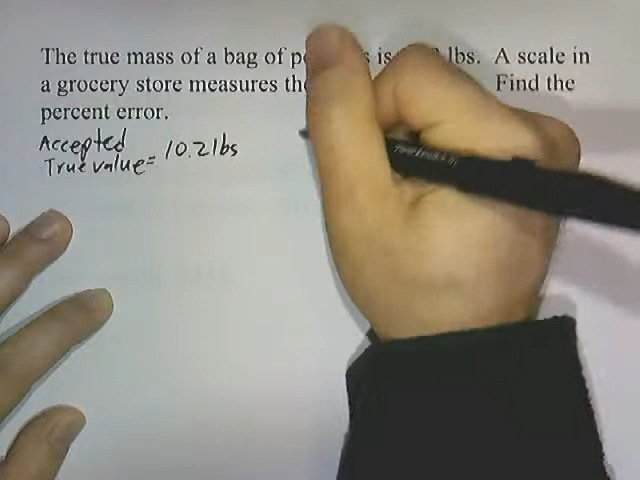 The true mass of a bag of is lbs. A scale in
a grocery store measures Find the
percent error.
Accepted
True value = 10.2 lbs